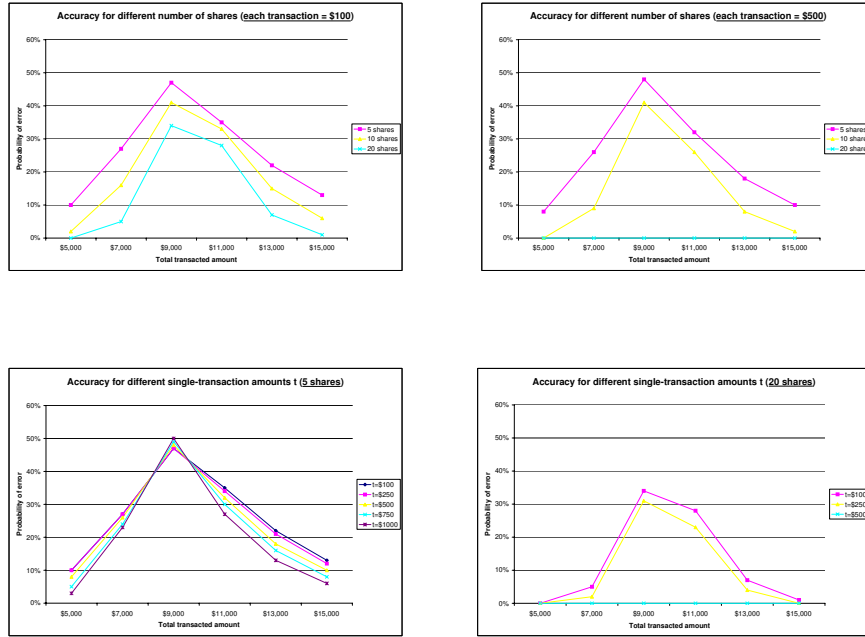 Accuracy for different number of shares (each transaction = $100)
60%
50%
40%
30%
20%
10%
0%
Probability of error
$5,000 $7,000 $9,000 $11,000 $13,000 $15,000
Total transacted amount
5 shares
10 shares
20 shares
Accuracy for different number of shares (each transaction = $500)
60%
50%
40%
30%
20%
10%
0%
Probability of error
$5,000 $7,000 $9,000 $11,000 $13,000 $15,000
Total transacted amount
5 shares
10 shares
20 shares
Accuracy for different single-transaction amounts t (5 shares)
60%
50%
40%
30%
20%
10%
0%
Probability of error
$5,000 $7,000 $9,000 $11,000 $13,000 $15,000
Total transacted amount
t=$100
t=$250
t=$500
t=$750
t=$1000
Accuracy for different single-transaction amounts t (20 shares)
60%
50%
40%
30%
20%
10%
0%
Probability of error
$5,000 $7,000 $9,000 $11,000 $13,000 $15,000
Total transacted amount
t=$100
t=$250
t=$500